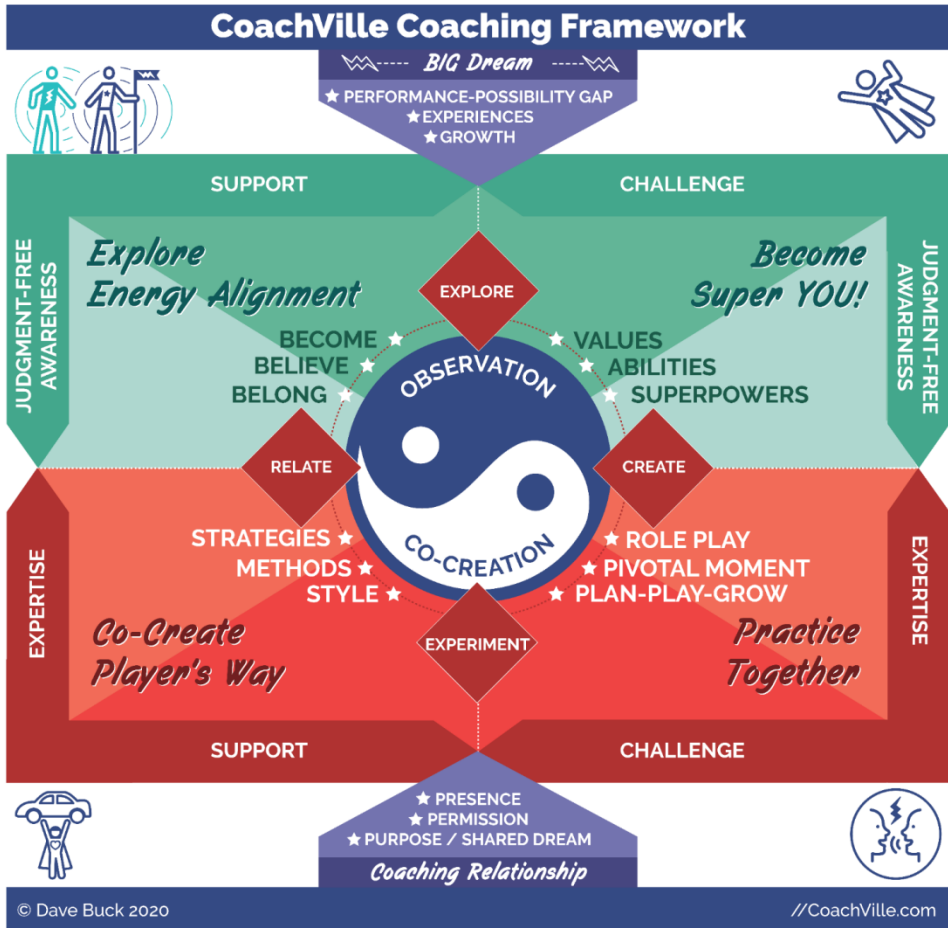 CoachVille Coaching Framework
BIG Dream
PERFORMANCE-POSSIBILITY GAP
EXPERIENCES
GROWTH
SUPPORT
CHALLENGE
JUDGMENT-FREE
AWARENESS
Explore
Energy Alignment
Become
Super YOU!
JUDGMENT-FREE
AWARENESS
EXPLORE
BECOME
BELIEVE
BELONG
VALUES
ABILITIES
SUPERPOWERS
OBSERVATION
RELATE
CREATE
CO-CREATION
STRATEGIES
METHODS
STYLE
ROLE PLAY
PIVOTAL MOMENT
PLAN-PLAY-GROW
EXPERTISE
EXPERTISE
EXPERIMENT
Co-Create
Player's Way
Practice
Together
SUPPORT
CHALLENGE
PRESENCE
PERMISSION
PURPOSE / SHARED DREAM
Coaching Relationship
© Dave Buck 2020
//CoachVille.com